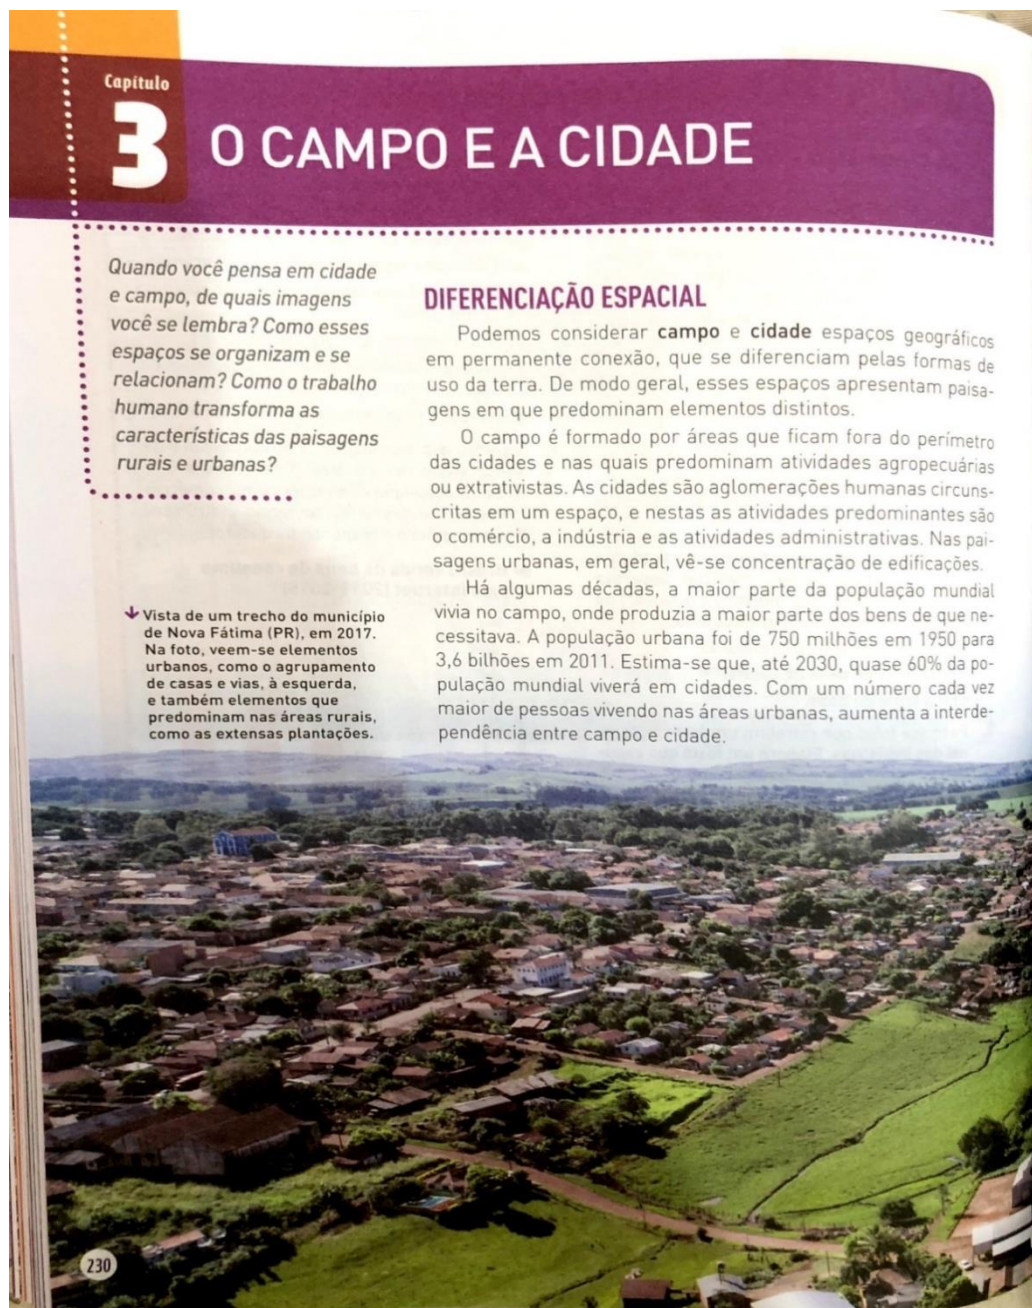 Capítulo
3
O CAMPO E A CIDADE
Quando você pensa em cidade
e campo, de quais imagens
você se lembra? Como esses
espaços se organizam e se
relacionam? Como o trabalho
humano transforma as
características das paisagens
rurais e urbanas?
DIFERENCIAÇÃO ESPACIAL
Podemos considerar campo e cidade espaços geográficos
em permanente conexão, que se diferenciam pelas formas de
uso da terra. De modo geral, esses espaços apresentam paisa-
gens em que predominam elementos distintos.
O campo é formado por áreas que ficam fora do perímetro
das cidades e nas quais predominam atividades agropecuárias
ou extrativistas. As cidades são aglomerações humanas circuns-
critas em um espaço, e nestas as atividades predominantes são
o comércio, a indústria e as atividades administrativas. Nas pai-
sagens urbanas, em geral, vê-se concentração de edificações.
Há algumas décadas, a maior parte da população mundial
vivia no campo, onde produzia a maior parte dos bens de que ne-
cessitava. A população urbana foi de 750 milhões em 1950 para
3,6 bilhões em 2011. Estima-se que, até 2030, quase 60% da po-
pulação mundial viverá em cidades. Com um número cada vez
maior de pessoas vivendo nas áreas urbanas, aumenta a interde-
pendência entre campo e cidade.
Vista de um trecho do município
de Nova Fátima (PR), em 2017.
Na foto, veem-se elementos
urbanos, como o agrupamento
de casas e vias, à esquerda,
e também elementos que
predominam nas áreas rurais,
como as extensas plantações.
230